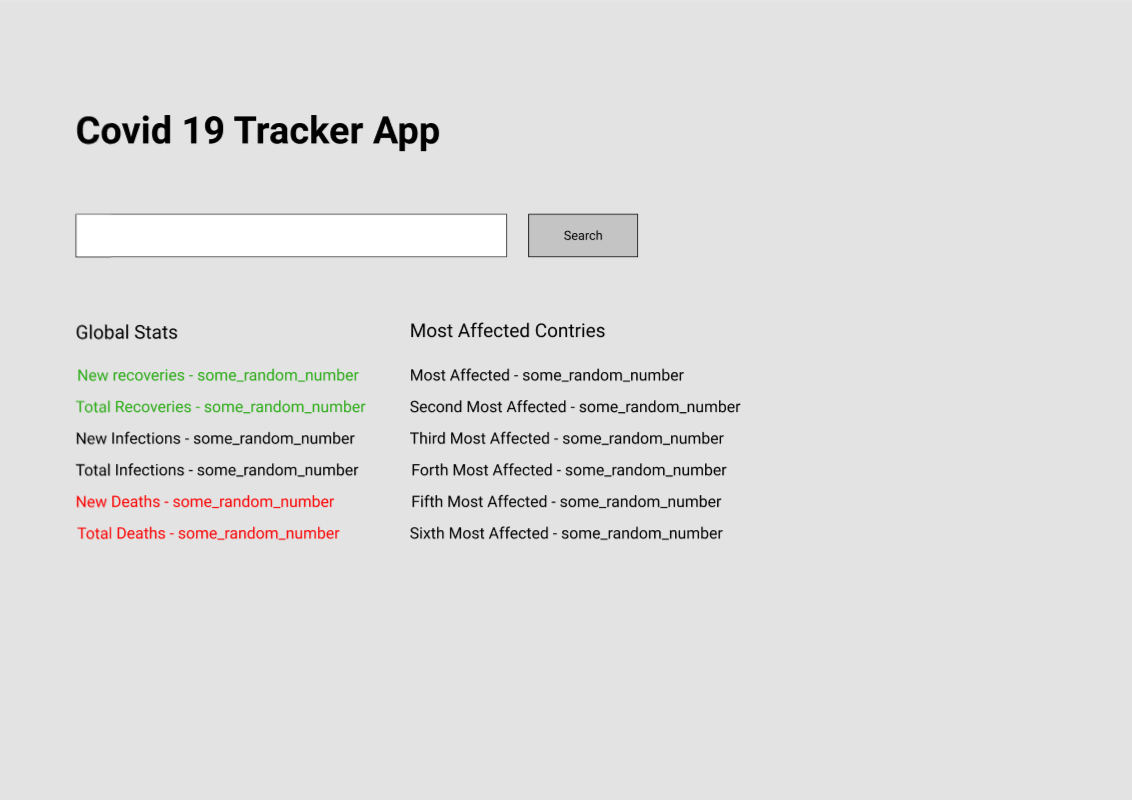 Covid 19 Tracker App
Search
Global Stats
New recoveries - some_random_number
Total Recoveries - some_random_number
New Infections - some_random_number
Total Infections - some_random_number
New Deaths - some_random_number
Total Deaths - some_random_number
Most Affected Contries
Most Affected - some_random_number
Second Most Affected - some_random_number
Third Most Affected - some_random_number
Forth Most Affected - some_random_number
Fifth Most Affected - some_random_number
Sixth Most Affected - some_random_number